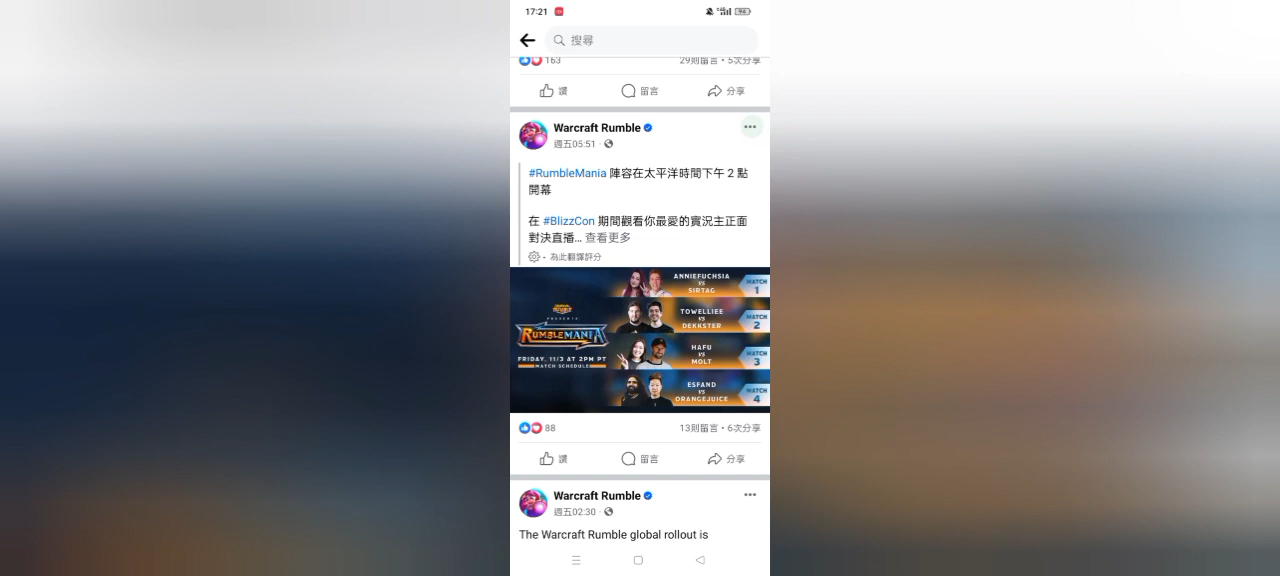 17:21
搜尋
163
29則留言・5次分享
讚
留言
分享
Warcraft Rumble
週五05:51
#RumbleMania 陣容在太平洋時間下午 2 點
開幕
在 #BlizzCon 期間觀看你最愛的實況主正面
對決直播... 查看更多
為此翻譯評分
PRESENTS
RUMBLEMANIA
FRIDAY, 11/3 AT 2PM PT
MATCH SCHEDULE
ANNIEFUCHSIA
VS
SIRTAG
MATCH
1
TOWELLIEE
VS
DEKKSTER
MATCH
2
HAFU
VS
MOLT
MATCH
3
ESFAND
VS
ORANGEJUICE
MATCH
4
88
13則留言・6次分享
讚
留言
分享
Warcraft Rumble
週五02:30
The Warcraft Rumble global rollout is